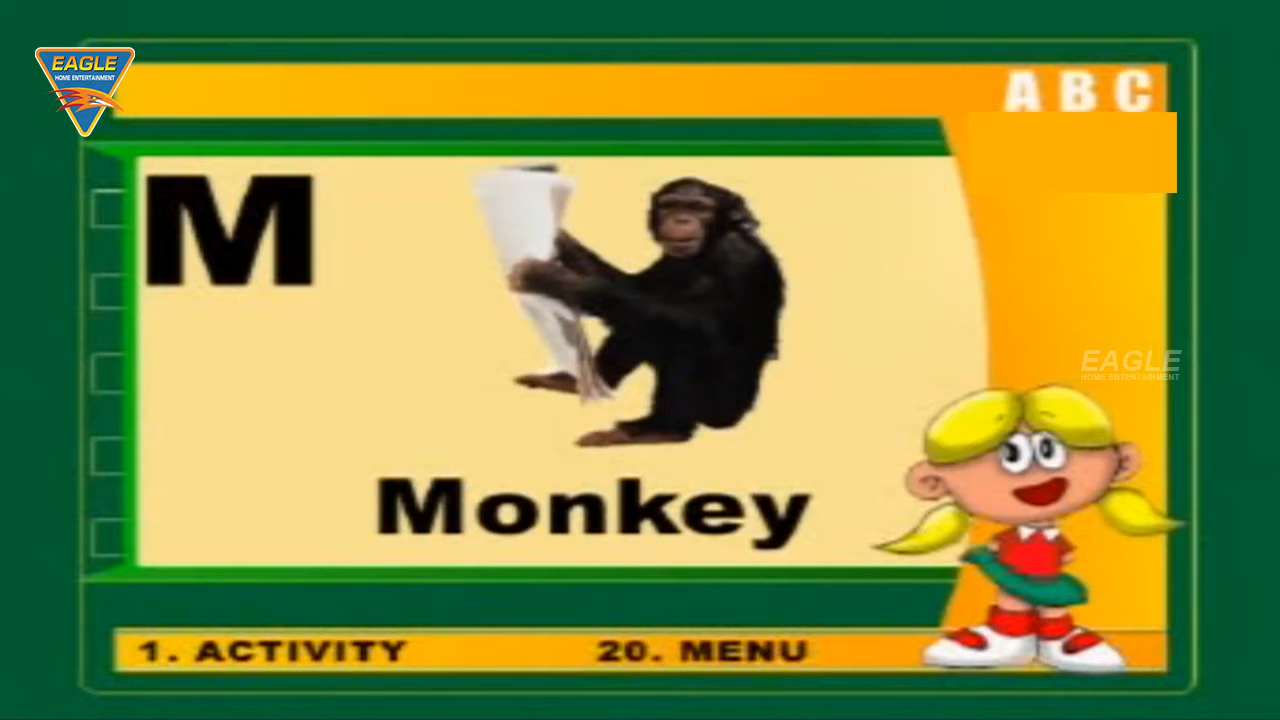 EAGLE
HOME ENTERTAINMENT
A B C
M
EAGLE
HOME ENTERTAINMENT
Monkey
1. ACTIVITY
20. MENU